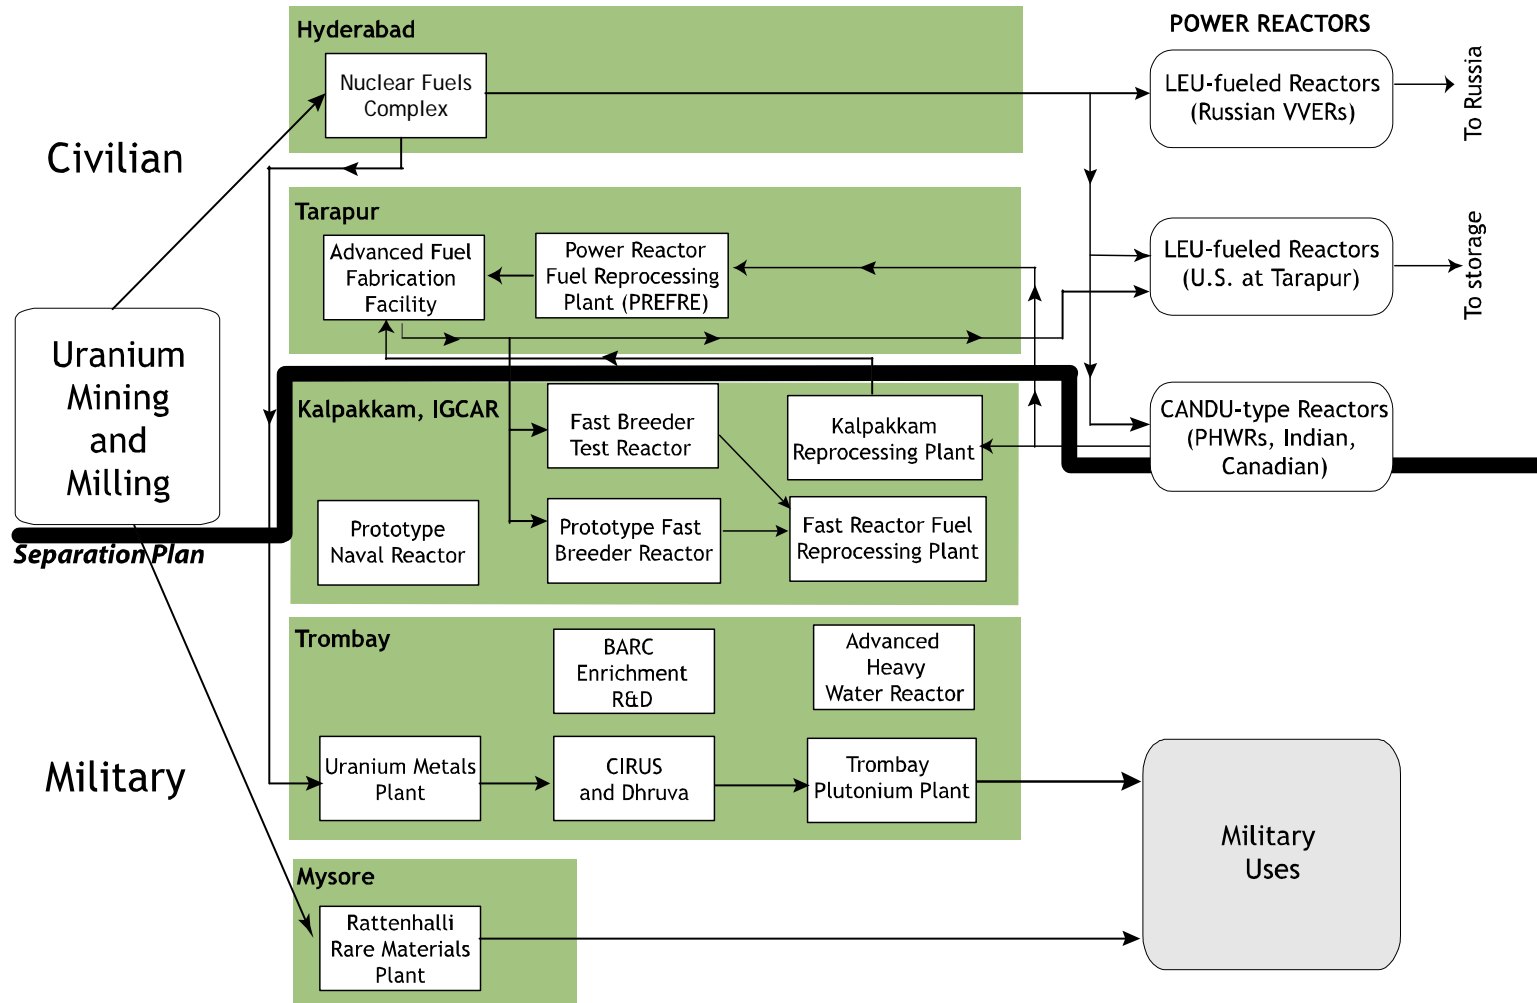 Hyderabad
Nuclear Fuels
Complex
POWER REACTORS
LEU-fueled Reactors
(Russian VVERs)
To Russia
Civilian
Tarapur
Advanced Fuel
Fabrication
Facility
Power Reactor
Fuel Reprocessing
Plant (PREFRE)
LEU-fueled Reactors
(U.S. at Tarapur)
To storage
Uranium
Mining
and
Milling
Separation Plan
Kalpakkam, IGCAR
Fast Breeder
Test Reactor
Kalpakkam
Reprocessing Plant
CANDU-type Reactors
(PHWRs, Indian,
Canadian)
Prototype
Naval Reactor
Prototype Fast
Breeder Reactor
Fast Reactor Fuel
Reprocessing Plant
Trombay
BARC
Enrichment
R&D
Advanced
Heavy
Water Reactor
Military
Uranium Metals
Plant
CIRUS
and Dhruva
Trombay
Plutonium Plant
Military
Uses
Mysore
Rattenhalli
Rare Materials
Plant